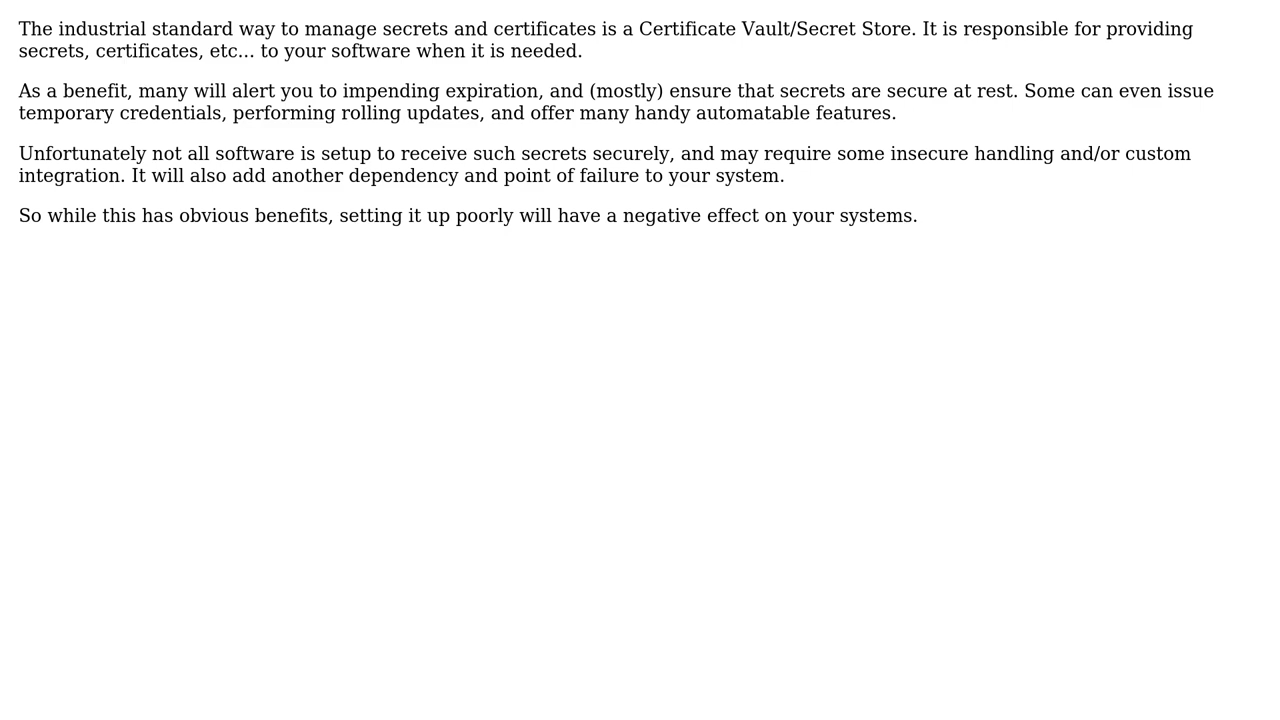 The industrial standard way to manage secrets and certificates is a Certificate Vault/Secret Store. It is responsible for providing
secrets, certificates, etc... to your software when it is needed.
As a benefit, many will alert you to impending expiration, and (mostly) ensure that secrets are secure at rest. Some can even issue
temporary credentials, performing rolling updates, and offer many handy automatable features.
Unfortunately not all software is setup to receive such secrets securely, and may require some insecure handling and/or custom
integration. It will also add another dependency and point of failure to your system.
So while this has obvious benefits, setting it up poorly will have a negative effect on your systems.